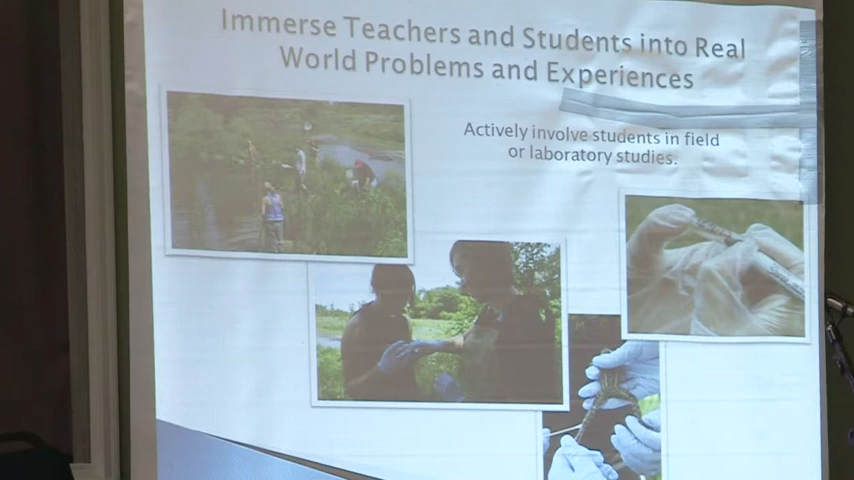 Immerse Teachers and Students into Real
World Problems and Experiences
Actively involve students in field
or laboratory studies.